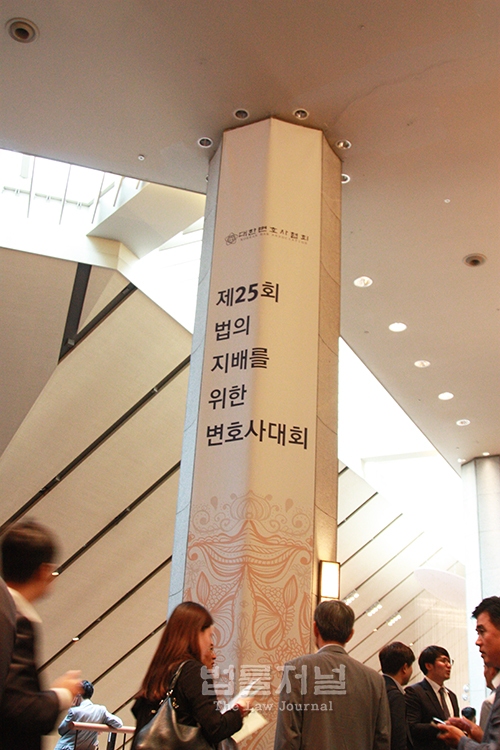 대한변호사협회
제25회
법의
지배를
위한
변호사대회
법률저널
The Law Journal